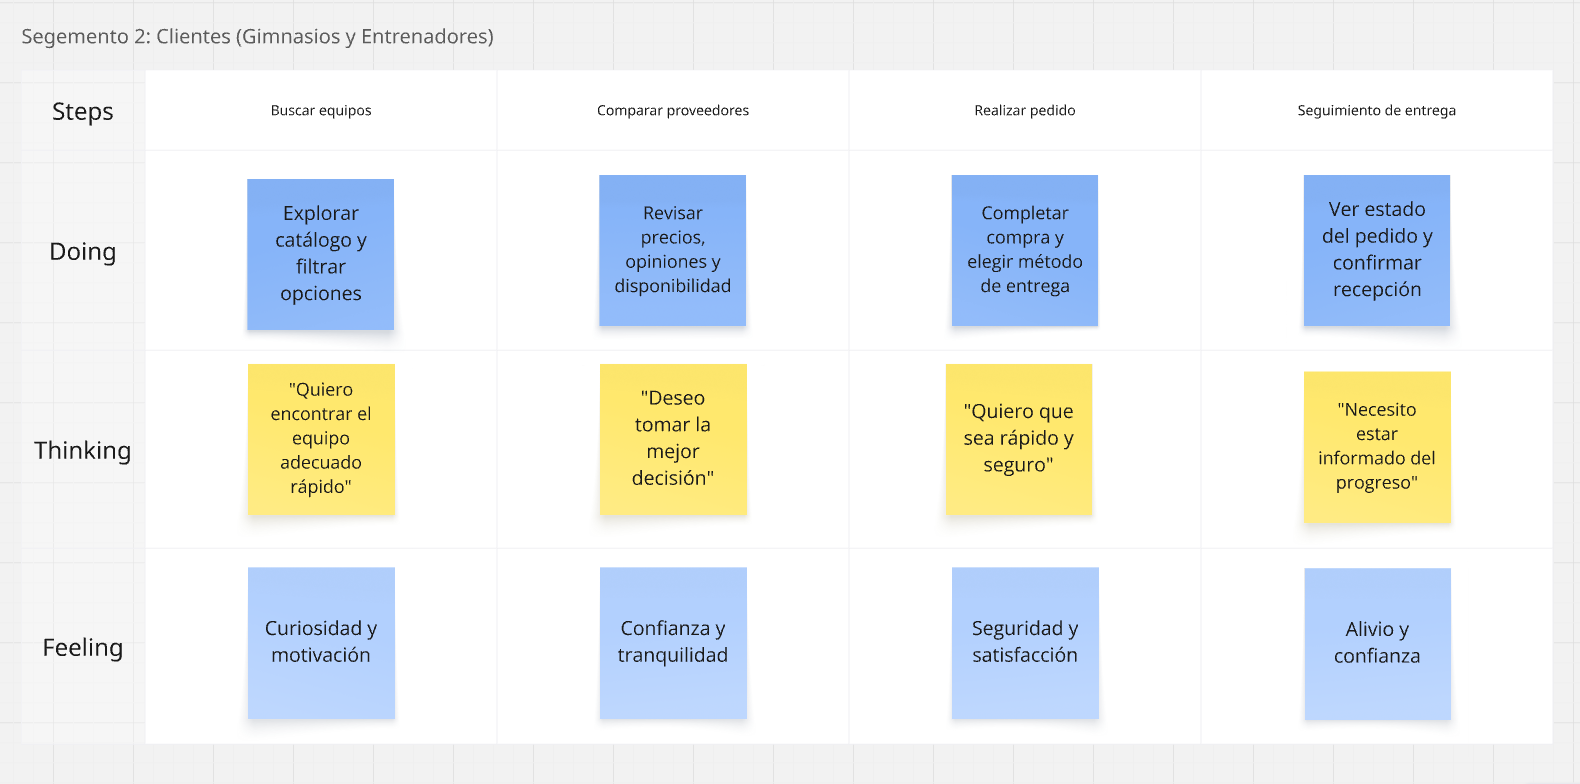 Segemento 2: Clientes (Gimnasios y Entrenadores)
Steps
Buscar equipos
Comparar proveedores
Realizar pedido
Seguimiento de entrega
Doing
Explorar
catálogo y
filtrar
opciones
Revisar
precios,
opiniones y
disponibilidad
Completar
compra y
elegir método
de entrega
Ver estado
del pedido y
confirmar
recepción
Thinking
"Quiero
encontrar el
equipo
adecuado
rápido"
"Deseo
tomar la
mejor
decisión"
"Quiero que
sea rápido y
seguro"
"Necesito
estar
informado del
progreso"
Feeling
Curiosidad y
motivación
Confianza y
tranquilidad
Seguridad y
satisfacción
Alivio y
confianza